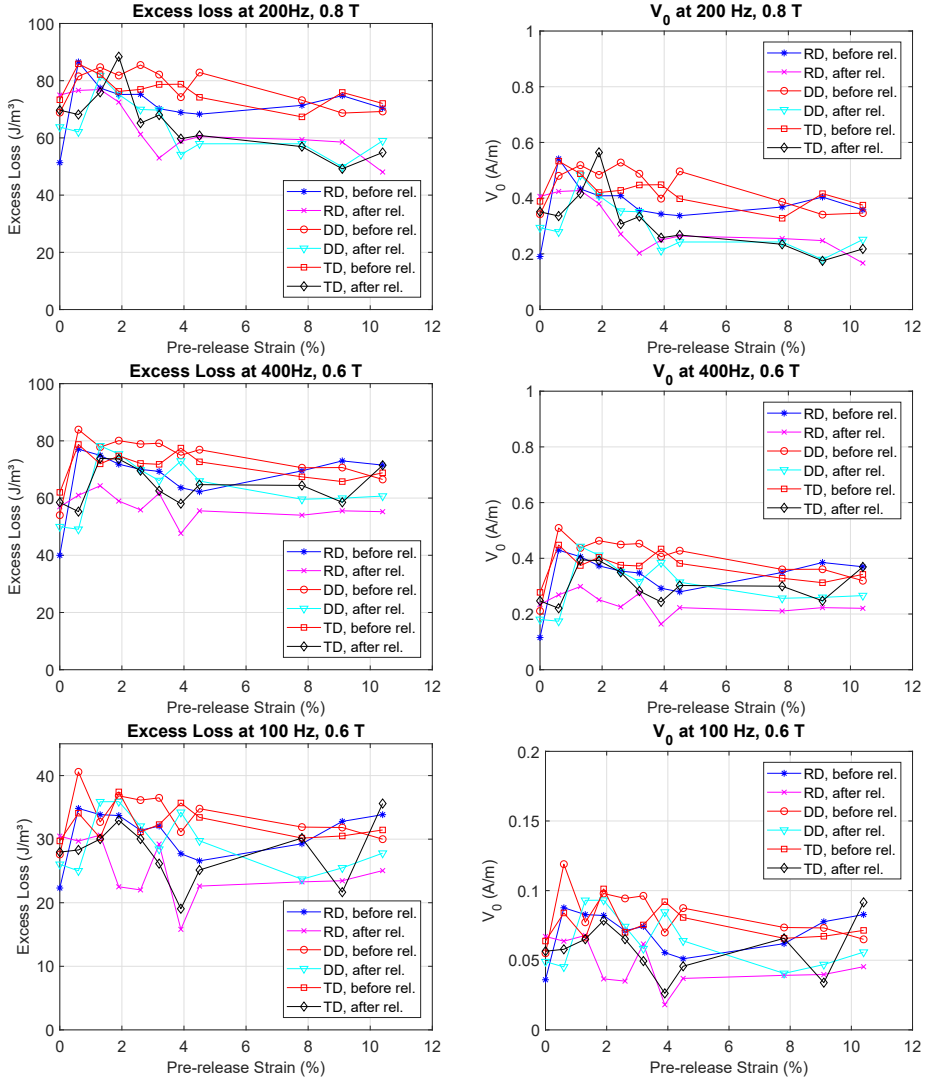 Excess loss at 200Hz, 0.8 T
Excess Loss (J/m³)
100
80
60
40
20
0
0 2 4 6 8 10 12
Pre-release Strain (%)
RD, before rel.
RD, after rel.
DD, before rel.
DD, after rel.
TD, before rel.
TD, after rel.
V_0 at 200 Hz, 0.8 T
V_0 (A/m)
1
0.8
0.6
0.4
0.2
0
0 2 4 6 8 10 12
Pre-release Strain (%)
RD, before rel.
RD, after rel.
DD, before rel.
DD, after rel.
TD, before rel.
TD, after rel.
Excess Loss at 400Hz, 0.6 T
Excess Loss (J/m³)
100
80
60
40
20
0
0 2 4 6 8 10 12
Pre-release Strain (%)
RD, before rel.
RD, after rel.
DD, before rel.
DD, after rel.
TD, before rel.
TD, after rel.
V_0 at 400Hz, 0.6 T
V_0 (A/m)
1
0.8
0.6
0.4
0.2
0
0 2 4 6 8 10 12
Pre-release Strain (%)
RD, before rel.
RD, after rel.
DD, before rel.
DD, after rel.
TD, before rel.
TD, after rel.
Excess Loss at 100 Hz, 0.6 T
Excess Loss (J/m³)
40
30
20
10
0
0 2 4 6 8 10 12
Pre-release Strain (%)
RD, before rel.
RD, after rel.
DD, before rel.
DD, after rel.
TD, before rel.
TD, after rel.
V_0 at 100 Hz, 0.6 T
V_0 (A/m)
0.2
0.15
0.1
0.05
0
0 2 4 6 8 10 12
Pre-release Strain (%)
RD, before rel.
RD, after rel.
DD, before rel.
DD, after rel.
TD, before rel.
TD, after rel.